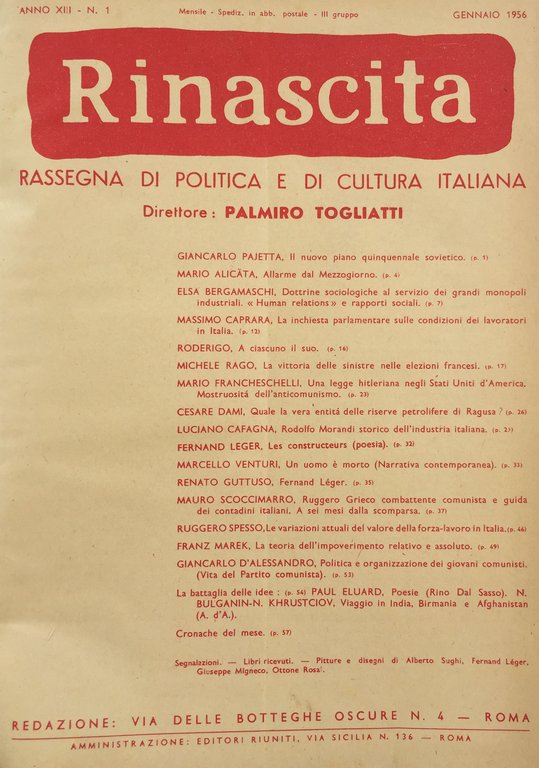 ANNO XIII - N. 1
Mensile - Spediz. in abb. postale - III gruppo
GENNAIO 1956
Rinascita
RASSEGNA DI POLITICA E DI CULTURA ITALIANA
Direttore: PALMIRO TOGLIATTI
GIANCARLO PAJETTA, Il nuovo piano quinquennale sovietico. (p. 1)
MARIO ALICÀTA, Allarme dal Mezzogiorno. (p. 4)
ELSA BERGAMASCHI, Dottrine sociologiche al servizio dei grandi monopoli
industriali. « Human relations » e rapporti sociali. (p. 7)
MASSIMO CAPRARA, La inchiesta parlamentare sulle condizioni dei lavoratori
in Italia. (p. 12)
RODERIGO, A ciascuno il suo. (p. 16)
MICHELE RAGO, La vittoria delle sinistre nelle elezioni francesi. (p. 17)
MARIO FRANCHESCHELLI, Una legge hitleriana negli Stati Uniti d'America.
Mostruositá dell'anticomunismo. (p. 23)
CESARE DAMI, Quale la vera entitá delle riserve petrolifere di Ragusa? (p. 26)
LUCIANO CAFAGNA, Rodolfo Morandi storico dell'industria italiana. (p. 27)
FERNAND LEGER, Les constructeurs (poesia). (p. 32)
MARCELLO VENTURI, Un uomo è morto (Narrativa contemporanea). (p. 33)
RENATO GUTTUSO, Fernand Léger. (p. 35)
MAURO SCOCCIMARRO, Ruggero Grieco combattente comunista e guida
dei contadini italiani. A sei mesi dalla scomparsa. (p. 37)
RUGGERO SPESSO, Le variazioni attuali del valore della forza-lavoro in Italia. (p. 46)
FRANZ MAREK, La teoria dell'impoverimento relativo e assoluto. (p. 49)
GIANCARLO D'ALESSANDRO, Politica e organizzazione dei giovani comunisti.
(Vita del Partito comunista). (p. 53)
La battaglia delle idee: (p. 54) PAUL ELUARD, Poesie (Rino Dal Sasso). N.
BULGANIN-N. KHRUSTCIOV, Viaggio in India, Birmania e Afghanistan
(A. d'A.).
Cronache del mese. (p. 57)
Segnalazioni. — Libri ricevuti. — Pitture e disegni di Alberto Sughi, Fernand Léger,
Giuseppe Migneco, Ottone Rosai.
REDAZIONE: VIA DELLE BOTTEGHE OSCURE N. 4 — ROMA
AMMINISTRAZIONE: EDITORI RIUNITI, VIA SICILIA N. 136 — ROMA